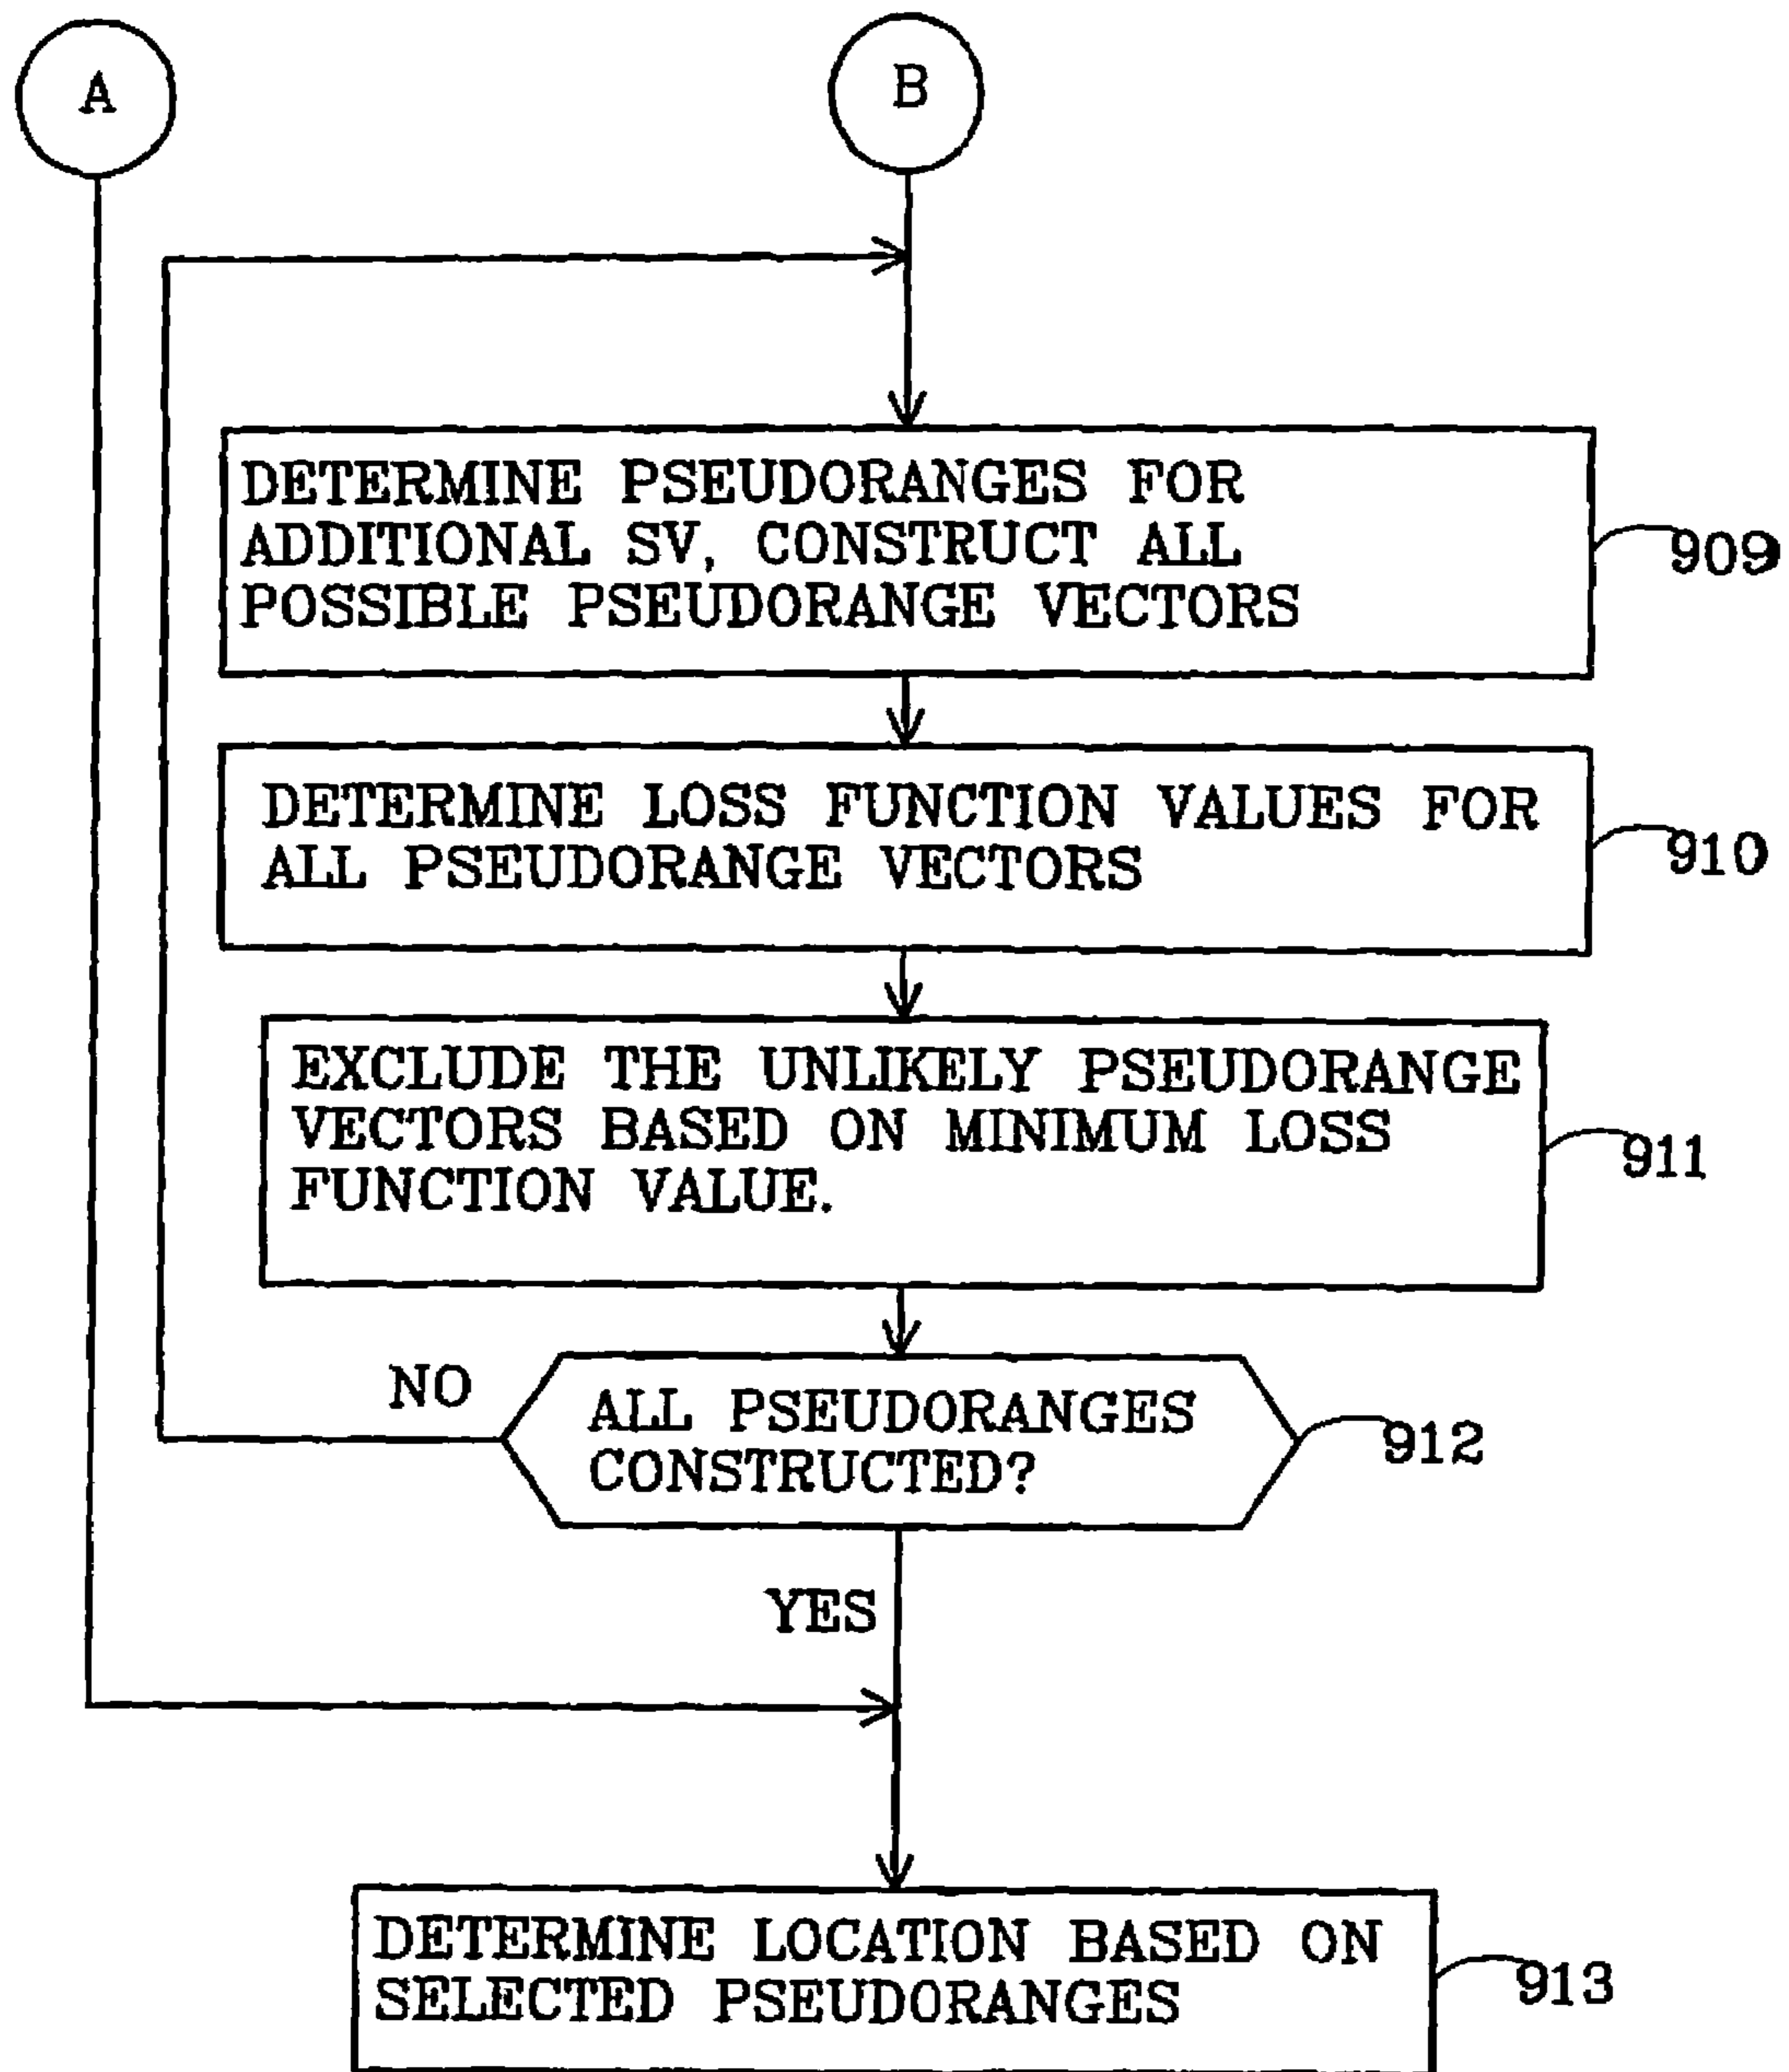 A
B
DETERMINE PSEUDORANGES FOR
ADDITIONAL SV, CONSTRUCT ALL
POSSIBLE PSEUDORANGE VECTORS
909
DETERMINE LOSS FUNCTION VALUES FOR
ALL PSEUDORANGE VECTORS
910
EXCLUDE THE UNLIKELY PSEUDORANGE
VECTORS BASED ON MINIMUM LOSS
FUNCTION VALUE.
911
NO
ALL PSEUDORANGES
CONSTRUCTED?
912
YES
DETERMINE LOCATION BASED ON
SELECTED PSEUDORANGES
913